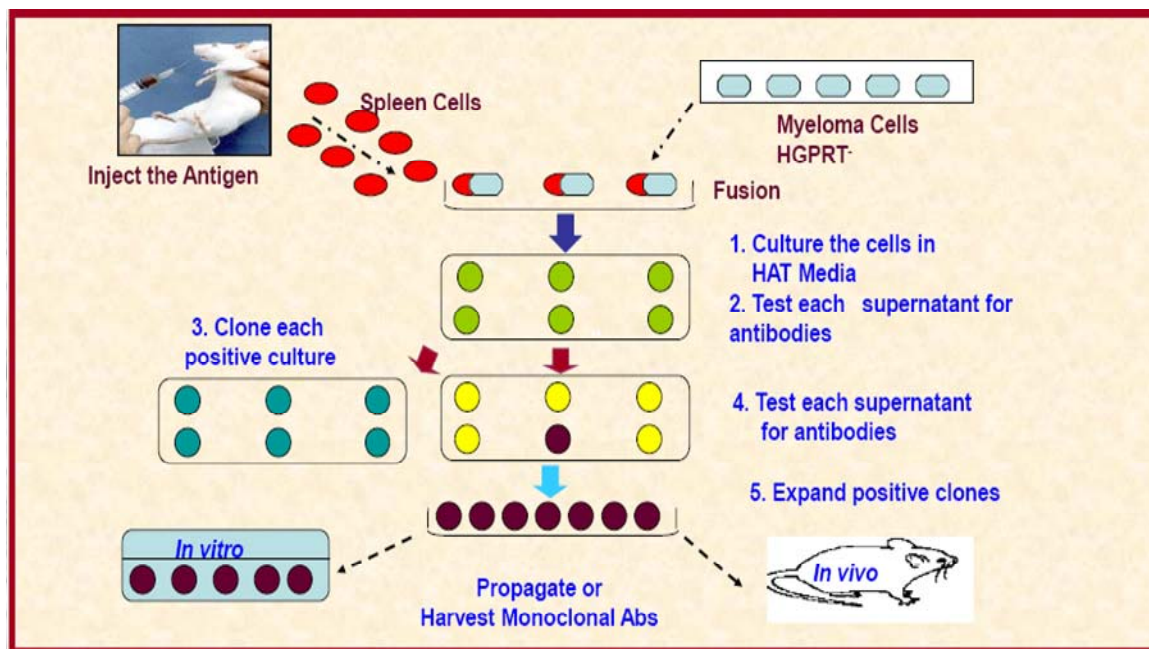 Spleen Cells
Inject the Antigen
Myeloma Cells
HGPRT-
Fusion
1. Culture the cells in
HAT Media
2. Test each supernatant for
antibodies
3. Clone each
positive culture
4. Test each supernatant
for antibodies
5. Expand positive clones
In vitro
Propagate or
Harvest Monoclonal Abs
In vivo